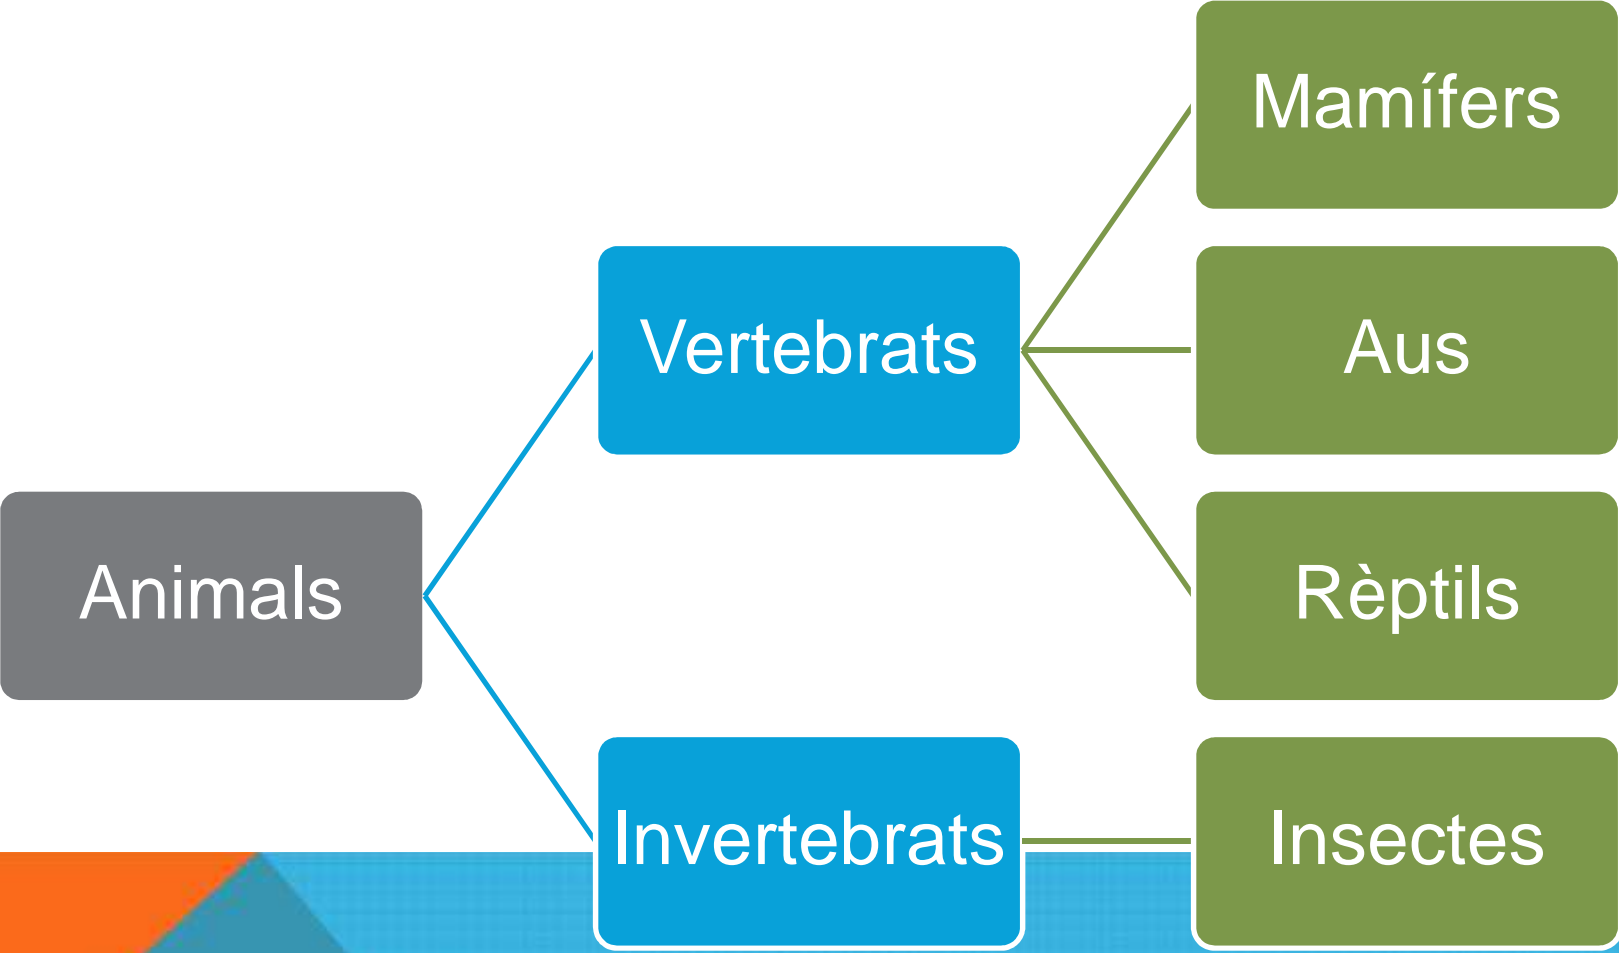 Animals
Vertebrats
Mamífers
Aus
Rèptils
Invertebrats
Insectes